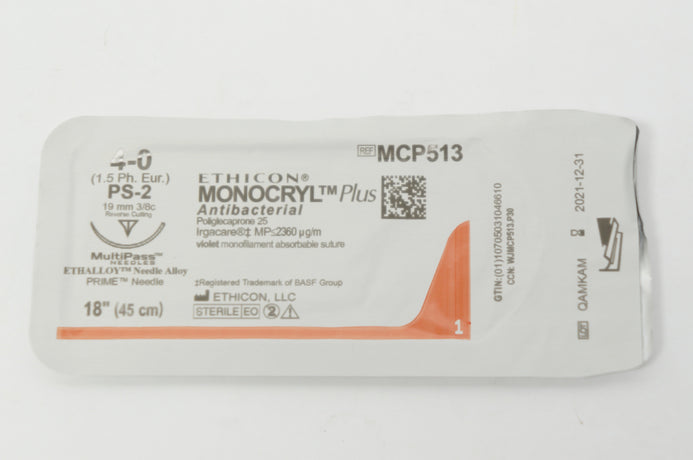 4-0
(1.5 Ph. Eur.)
PS-2
19 mm 3/8c
Reverse Cutting
MultiPass™
NEEDLES
ETHALLOY™ Needle Alloy
PRIME™ Needle
18" (45 cm)
REF MCP513
ETHICON®
MONOCRYL™ Plus
Antibacterial
Poliglecaprone 25
Irgacare®‡ MP≤2360 µg/m
violet monofilament absorbable suture
‡Registered Trademark of BASF Group
ETHICON, LLC
STERILE EO 2
1
GTIN:(01)10705031046610
CCN: WJMCP513.P30
2021-12-31
LOT QAMKAM